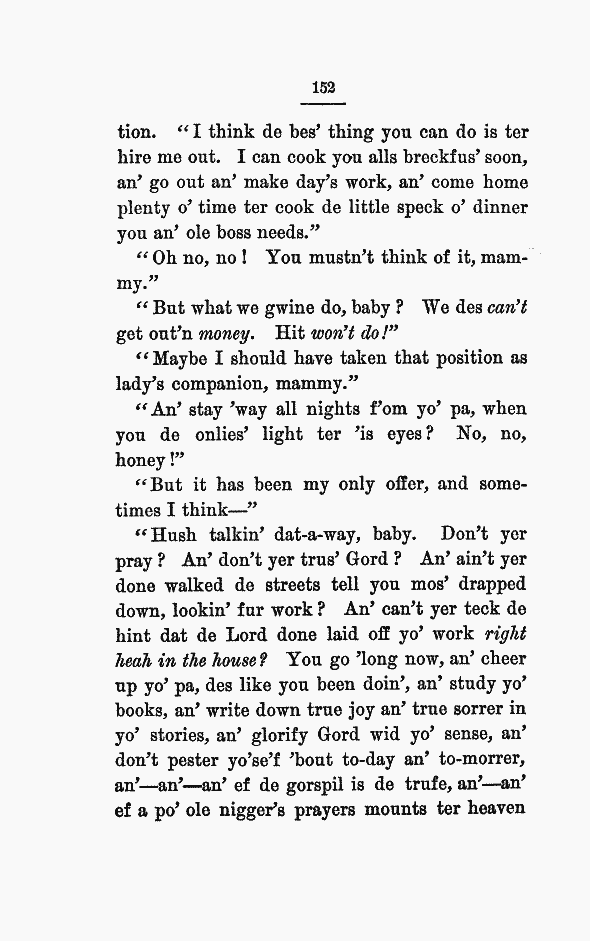 152
tion. “I think de bes’ thing you can do is ter
hire me out. I can cook you alls breckfus’ soon,
an’ go out an’ make day’s work, an’ come home
plenty o’ time ter cook de little speck o’ dinner
you an’ ole boss needs.”
“Oh no, no! You mustn’t think of it, mam-
my.”
“But what we gwine do, baby? We des can’t
get out’n money. Hit won’t do!”
“Maybe I should have taken that position as
lady’s companion, mammy.”
“An’ stay ’way all nights f’om yo’ pa, when
you de onlies’ light ter ’is eyes? No, no,
honey!”
“But it has been my only offer, and some-
times I think—”
“Hush talkin’ dat-a-way, baby. Don’t yer
pray? An’ don’t yer trus’ Gord? An’ ain’t yer
done walked de streets tell you mos’ drapped
down, lookin’ fur work? An’ can’t yer teck de
hint dat de Lord done laid off yo’ work right
heah in the house? You go ’long now, an’ cheer
up yo’ pa, des like you been doin’, an’ study yo’
books, an’ write down true joy an’ true sorrer in
yo’ stories, an’ glorify Gord wid yo’ sense, an’
don’t pester yo’se’f ’bout to-day an’ to-morrer,
an’—an’—an’ ef de gorspil is de trufe, an’—an’
ef a po’ ole nigger’s prayers mounts ter heaven